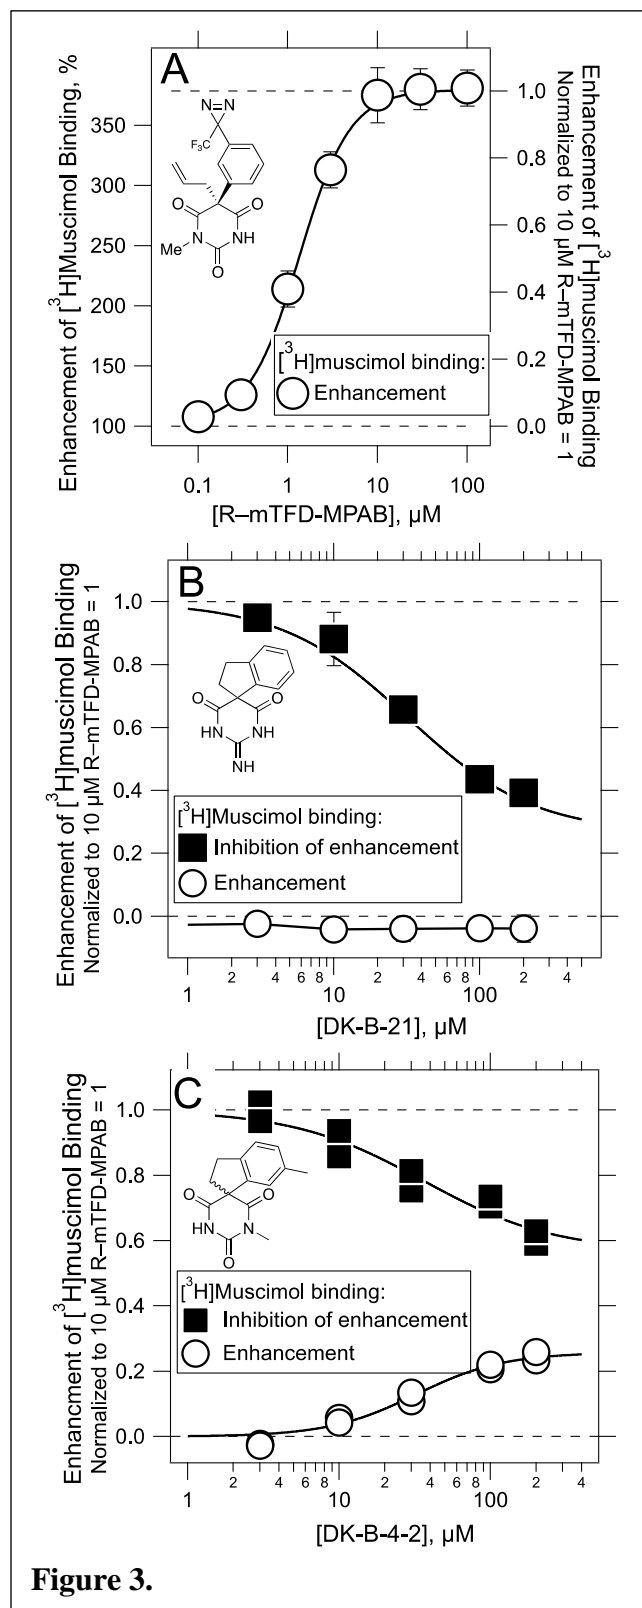 A
Enhancement of [³H]Muscimol Binding, %
350
300
250
200
150
100
N=N
F₃C
O
O
N
NH
Me
O
[³H]muscimol binding:
Enhancement
1.0
0.8
0.6
0.4
0.2
0.0
Enhancement of [³H]muscimol Binding
Normalized to 10 µM R–mTFD-MPAB = 1
0.1
1
10
100
[R–mTFD-MPAB], µM
B
Enhancement of [³H]muscimol Binding
Normalized to 10 µM R–mTFD-MPAB = 1
1.0
0.8
0.6
0.4
0.2
0.0
O
O
NH
HN
NH
[³H]Muscimol binding:
Inhibition of enhancement
Enhancement
1
2
4
6
8
10
2
4
6
8
100
2
4
[DK-B-21], µM
C
Enhancment of [³H]muscimol Binding
Normalized to 10 µM R–mTFD-MPAB = 1
1.0
0.8
0.6
0.4
0.2
0.0
O
O
NH
N
O
[³H]Muscimol binding:
Inhibition of enhancement
Enhancement
1
2
4
6
8
10
2
4
6
8
100
2
4
[DK-B-4-2], µM
Figure 3.